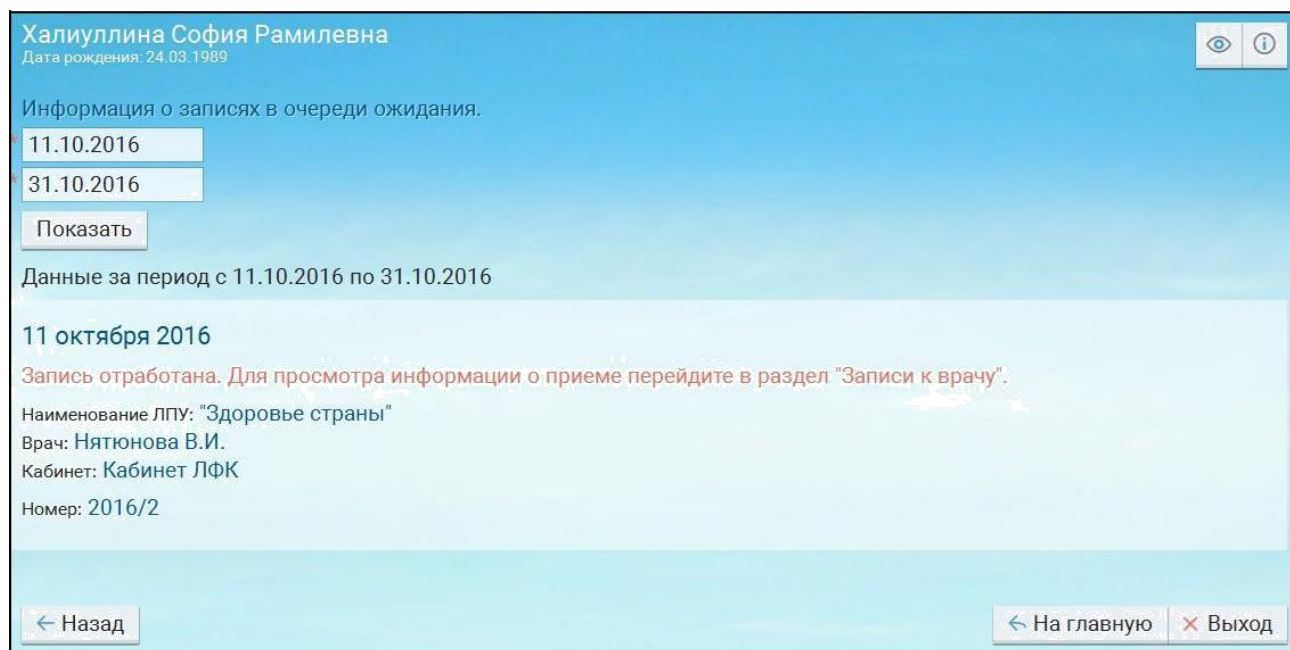 Халиуллина София Рамилевна
Дата рождения: 24.03.1989
Информация о записях в очереди ожидания.
* 11.10.2016
* 31.10.2016
Показать
Данные за период с 11.10.2016 по 31.10.2016
11 октября 2016
Запись отработана. Для просмотра информации о приеме перейдите в раздел "Записи к врачу".
Наименование ЛПУ: "Здоровье страны"
Врач: Нятюнова В.И.
Кабинет: Кабинет ЛФК
Номер: 2016/2
Назад
На главную
Выход